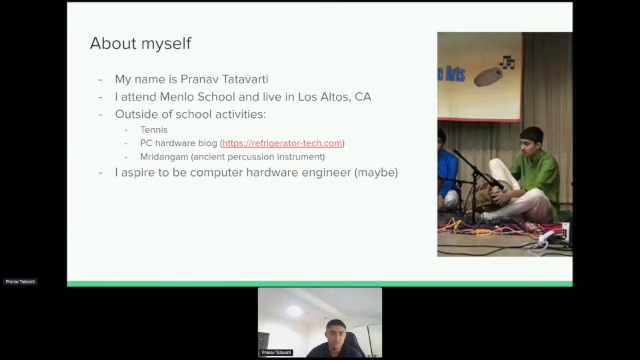 About myself
- My name is Pranav Tatavarti
- I attend Menlo School and live in Los Altos, CA
- Outside of school activities:
- Tennis
- PC hardware blog (https://refrigerator-tech.com)
- Mridangam (ancient percussion instrument)
- I aspire to be computer hardware engineer (maybe)
Arts
Pranav Tatavarti
Pranav Tatavarti